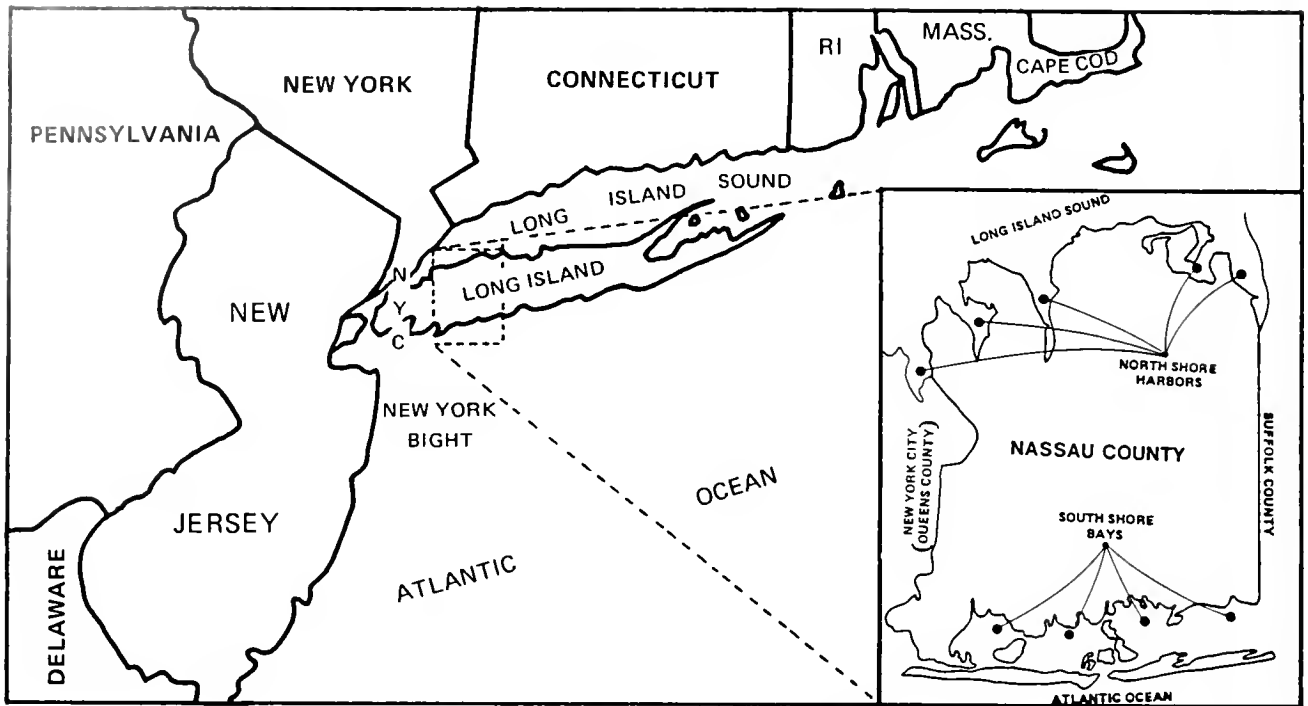 PENNSYLVANIA
NEW YORK
CONNECTICUT
RI
MASS.
CAPE COD
LONG ISLAND SOUND
LONG ISLAND
N
Y
C
NEW
JERSEY
NEW YORK
BIGHT
ATLANTIC
OCEAN
DELAWARE
LONG ISLAND SOUND
NORTH SHORE
HARBORS
NASSAU COUNTY
NEW YORK CITY
(QUEENS COUNTY)
SUFFOLK COUNTY
SOUTH SHORE
BAYS
ATLANTIC OCEAN